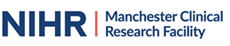 NIHR | Manchester Clinical
Research Facility